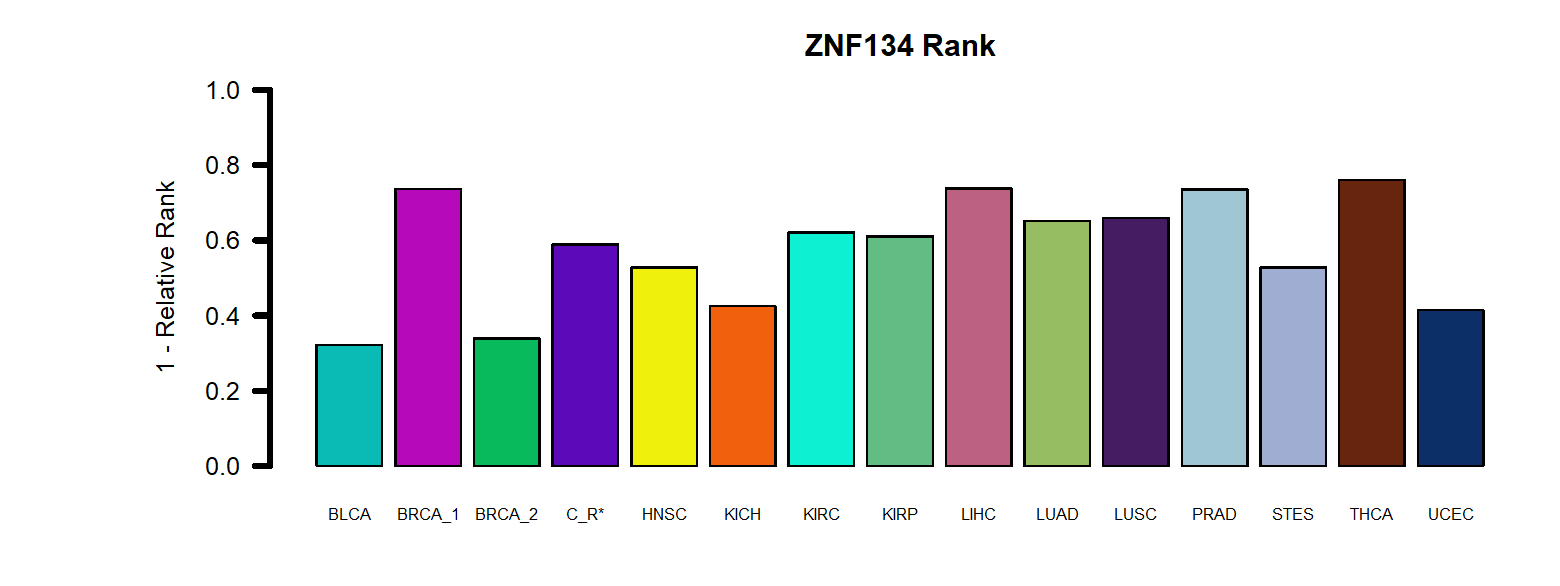 ZNF134 Rank
1 - Relative Rank
1.0
0.8
0.6
0.4
0.2
0.0
BLCA BRCA_1 BRCA_2 C_R* HNSC KICH KIRC KIRP LIHC LUAD LUSC PRAD STES THCA UCEC